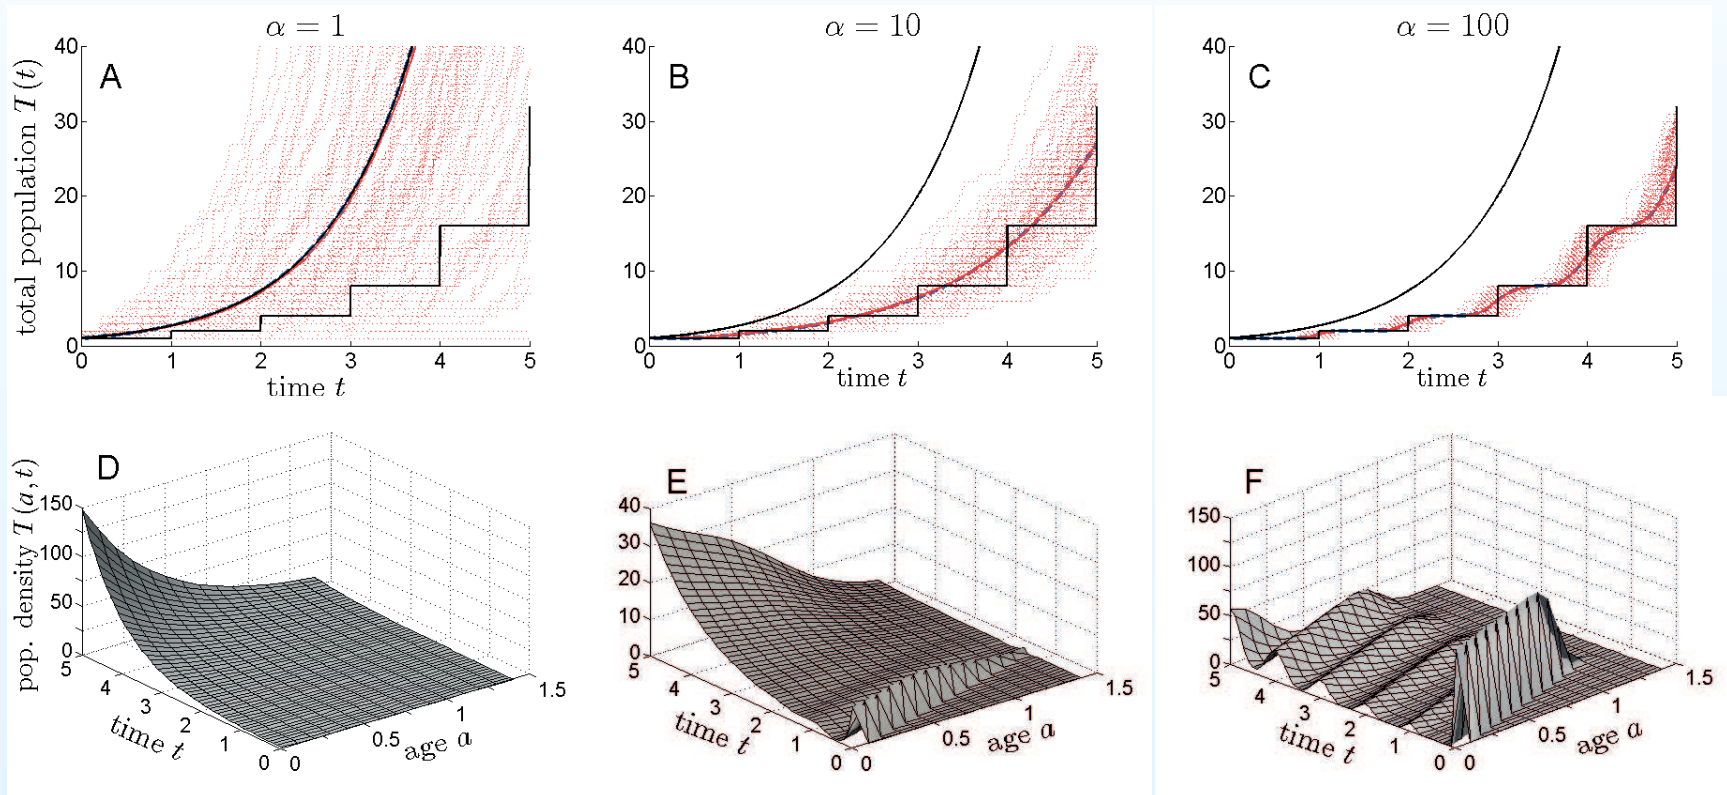 α = 1
α = 10
α = 100
A
B
C
total population T(t)
40
30
20
10
0
0 1 2 3 4 5
time t
40
30
20
10
0
0 1 2 3 4 5
time t
40
30
20
10
0
0 1 2 3 4 5
time t
D
E
F
pop. density T(a, t)
150
100
50
0
5 4 3 2 1 0
time t
0 0.5 1 1.5
age a
40
30
20
10
0
5 4 3 2 1 0
time t
0 0.5 1 1.5
age a
150
100
50
0
5 4 3 2 1 0
time t
0 0.5 1 1.5
age a